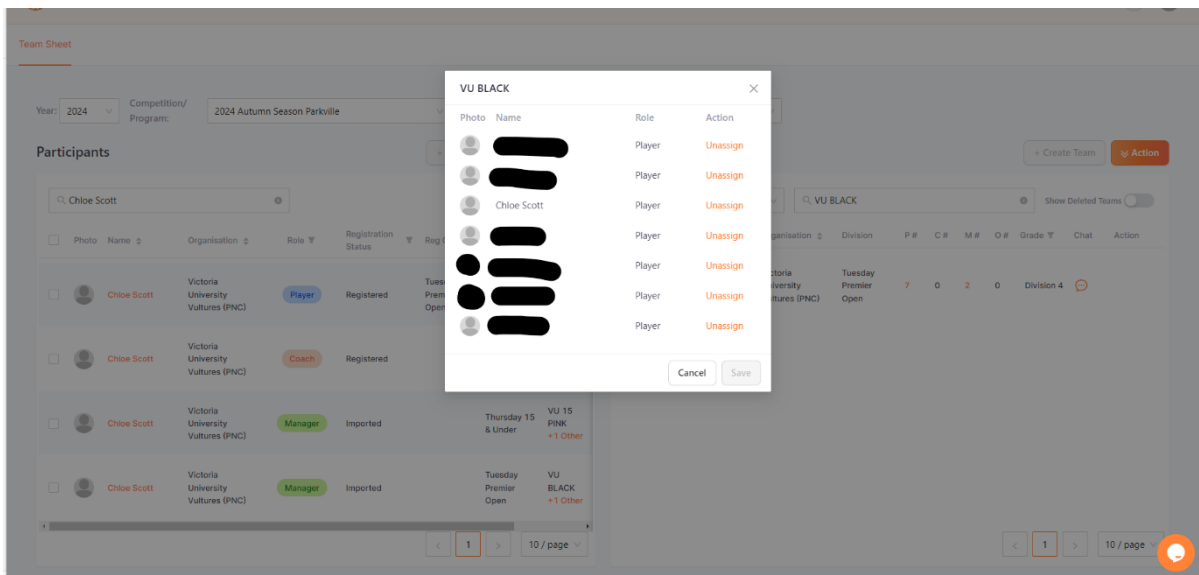 Team Sheet
VU BLACK
Year: 2024
Competition/
Program:
2024 Autumn Season Parkville
Photo Name Role Action
Player Unassign
Player Unassign
Chloe Scott Player Unassign
Player Unassign
Player Unassign
Player Unassign
Player Unassign
Cancel Save
Participants
- Create Team
Action
Chloe Scott
VU BLACK
Show Deleted Teams
Photo Name Organisation Role Registration
Status
Division P # C # M # O # Grade Chat Action
Chloe Scott
Victoria
University
Vultures (PNC)
Player
Registered
Tuesday
Premier
Open
7 0 2 0 Division 4
Chloe Scott
Victoria
University
Vultures (PNC)
Coach
Registered
Chloe Scott
Victoria
University
Vultures (PNC)
Manager
Imported
Thursday 15
& Under
VU 15
PINK
+1 Other
Chloe Scott
Victoria
University
Vultures (PNC)
Manager
Imported
Tuesday
Premier
Open
VU
BLACK
+1 Other
< 1 > 10 / page
< 1 > 10 / page